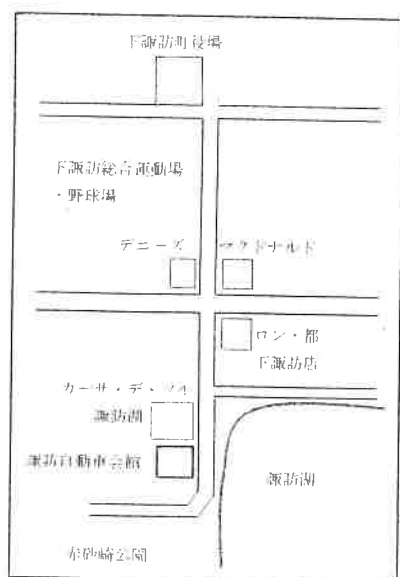 下諏訪町役場
下諏訪総合運動場
・野球場
デニーズ
マクドナルド
ロン・都
下諏訪店
カーサ・デ・ソル
諏訪湖
諏訪自動車会館
諏訪湖
赤砂崎公園